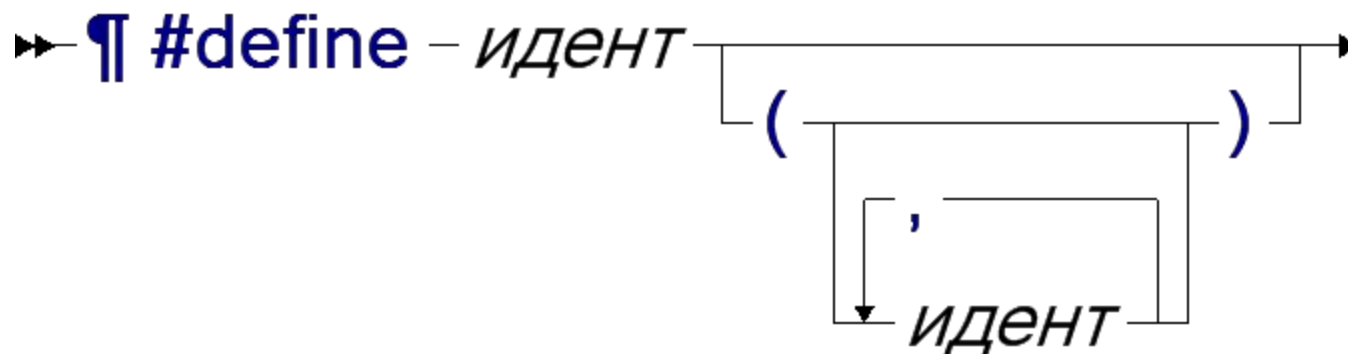 ¶ #define идент
( )
,
идент